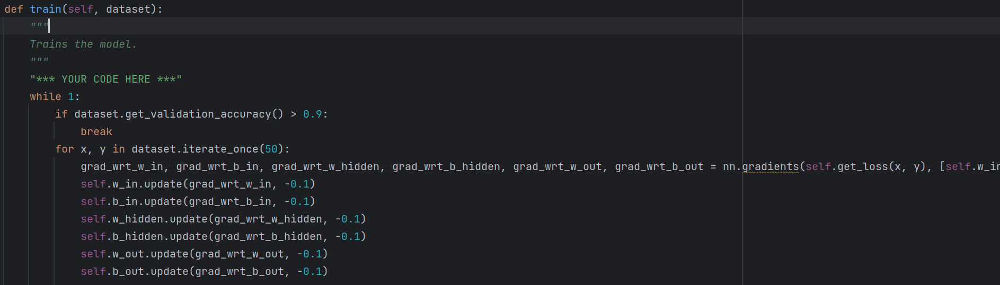 def train(self, dataset):
    """
    Trains the model.
    """
    "*** YOUR CODE HERE ***"
    while 1:
        if dataset.get_validation_accuracy() > 0.9:
            break
        for x, y in dataset.iterate_once(50):
            grad_wrt_w_in, grad_wrt_b_in, grad_wrt_w_hidden, grad_wrt_b_hidden, grad_wrt_w_out, grad_wrt_b_out = nn.gradients(self.get_loss(x, y), [self.w_in
            self.w_in.update(grad_wrt_w_in, -0.1)
            self.b_in.update(grad_wrt_b_in, -0.1)
            self.w_hidden.update(grad_wrt_w_hidden, -0.1)
            self.b_hidden.update(grad_wrt_b_hidden, -0.1)
            self.w_out.update(grad_wrt_w_out, -0.1)
            self.b_out.update(grad_wrt_b_out, -0.1)